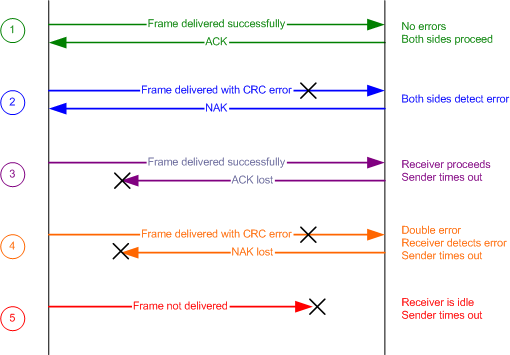 1
Frame delivered successfully
No errors
ACK
Both sides proceed
2
Frame delivered with CRC error
Both sides detect error
NAK
3
Frame delivered successfully
Receiver proceeds
ACK lost
Sender times out
4
Frame delivered with CRC error
Double error
Receiver detects error
NAK lost
Sender times out
5
Frame not delivered
Receiver is idle
Sender times out